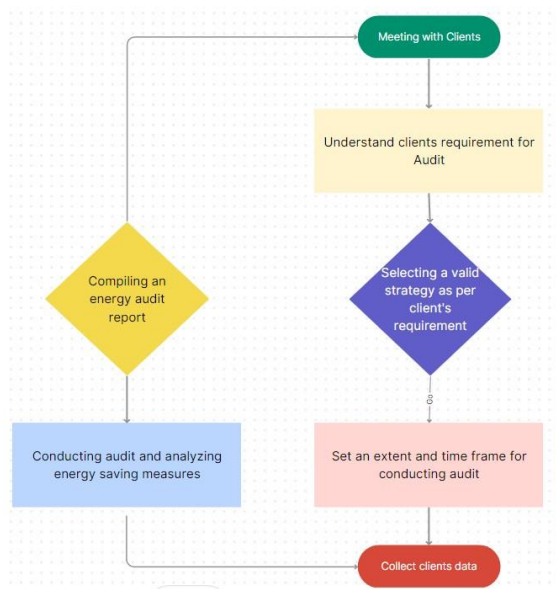 Meeting with Clients
Understand clients requirement for
Audit
Compiling an
energy audit
report
Selecting a valid
strategy as per
client's
requirement
Go
Conducting audit and analyzing
energy saving measures
Set an extent and time frame for
conducting audit
Collect clients data